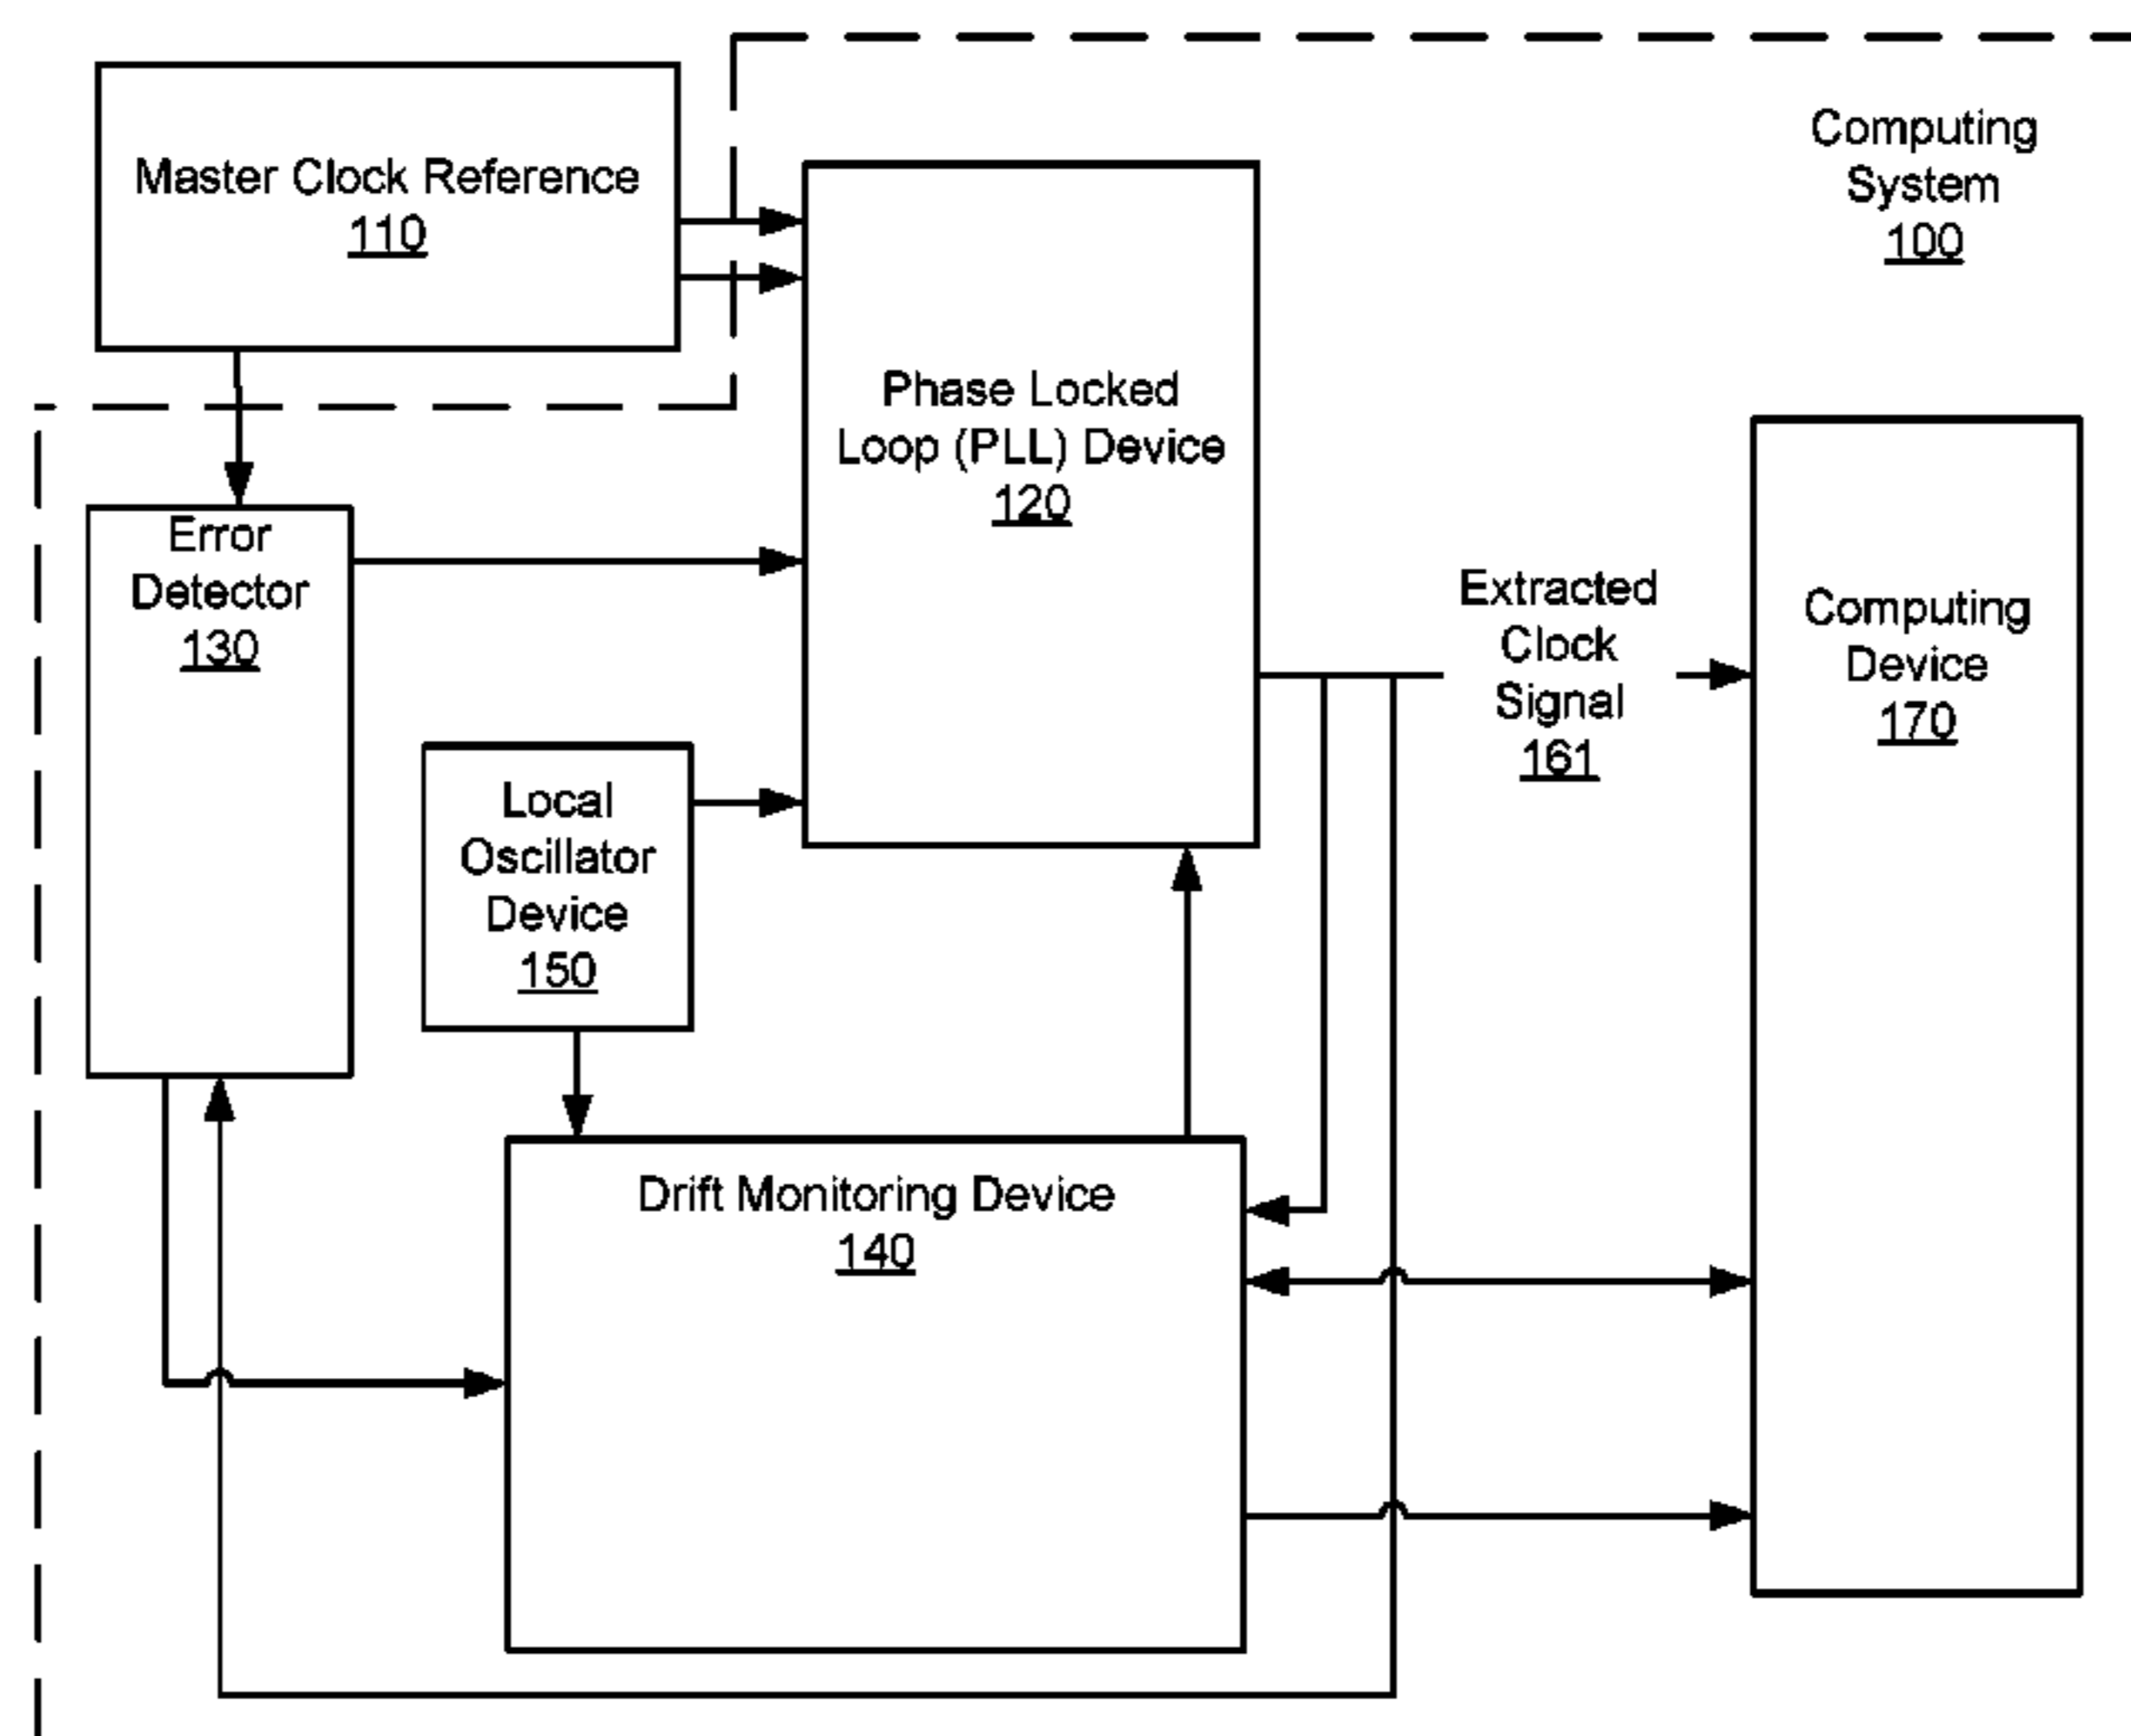 Computing
System
100
Master Clock Reference
110
Phase Locked
Loop (PLL) Device
120
Error
Detector
130
Extracted
Clock
Signal
161
Computing
Device
170
Local
Oscillator
Device
150
Drift Monitoring Device
140